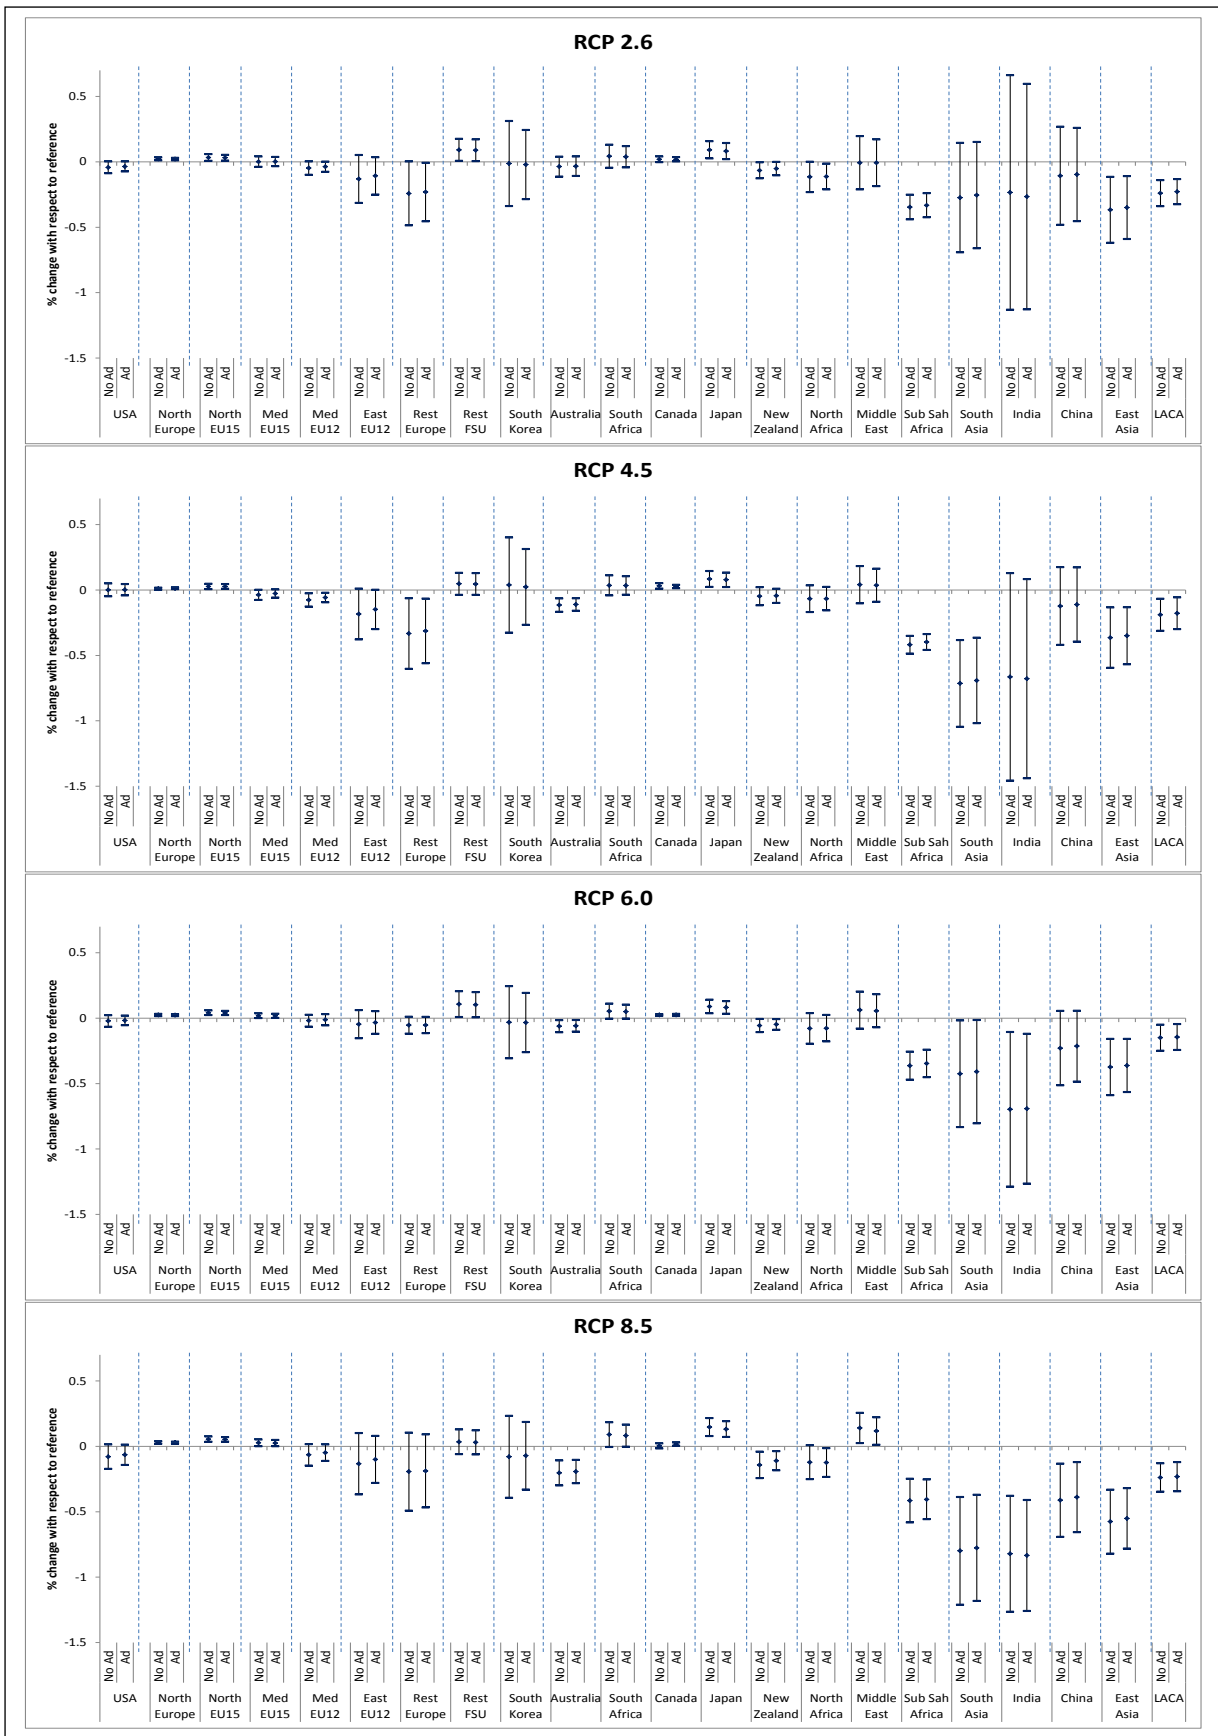 RCP 2.6
% change with respect to reference
0.5
0
-0.5
-1
-1.5
No Ad Ad No Ad Ad No Ad Ad No Ad Ad No Ad Ad No Ad Ad No Ad Ad No Ad Ad No Ad Ad No Ad Ad No Ad Ad No Ad Ad No Ad Ad No Ad Ad No Ad Ad No Ad Ad No Ad Ad No Ad Ad No Ad Ad No Ad Ad No Ad Ad No Ad Ad
USA North North Med Med East Rest Rest South Australia South Canada Japan New North Middle Sub Sah South India China East LACA
Europe EU15 EU15 EU12 EU12 Europe FSU Korea Africa Zealand Africa East Africa Asia Asia
RCP 4.5
% change with respect to reference
0.5
0
-0.5
-1
-1.5
No Ad Ad No Ad Ad No Ad Ad No Ad Ad No Ad Ad No Ad Ad No Ad Ad No Ad Ad No Ad Ad No Ad Ad No Ad Ad No Ad Ad No Ad Ad No Ad Ad No Ad Ad No Ad Ad No Ad Ad No Ad Ad No Ad Ad No Ad Ad No Ad Ad No Ad Ad
USA North North Med Med East Rest Rest South Australia South Canada Japan New North Middle Sub Sah South India China East LACA
Europe EU15 EU15 EU12 EU12 Europe FSU Korea Africa Zealand Africa East Africa Asia Asia
RCP 6.0
% change with respect to reference
0.5
0
-0.5
-1
-1.5
No Ad Ad No Ad Ad No Ad Ad No Ad Ad No Ad Ad No Ad Ad No Ad Ad No Ad Ad No Ad Ad No Ad Ad No Ad Ad No Ad Ad No Ad Ad No Ad Ad No Ad Ad No Ad Ad No Ad Ad No Ad Ad No Ad Ad No Ad Ad No Ad Ad No Ad Ad
USA North North Med Med East Rest Rest South Australia South Canada Japan New North Middle Sub Sah South India China East LACA
Europe EU15 EU15 EU12 EU12 Europe FSU Korea Africa Zealand Africa East Africa Asia Asia
RCP 8.5
% change with respect to reference
0.5
0
-0.5
-1
-1.5
No Ad Ad No Ad Ad No Ad Ad No Ad Ad No Ad Ad No Ad Ad No Ad Ad No Ad Ad No Ad Ad No Ad Ad No Ad Ad No Ad Ad No Ad Ad No Ad Ad No Ad Ad No Ad Ad No Ad Ad No Ad Ad No Ad Ad No Ad Ad No Ad Ad No Ad Ad
USA North North Med Med East Rest Rest South Australia South Canada Japan New North Middle Sub Sah South India China East LACA
Europe EU15 EU15 EU12 EU12 Europe FSU Korea Africa Zealand Africa East Africa Asia Asia